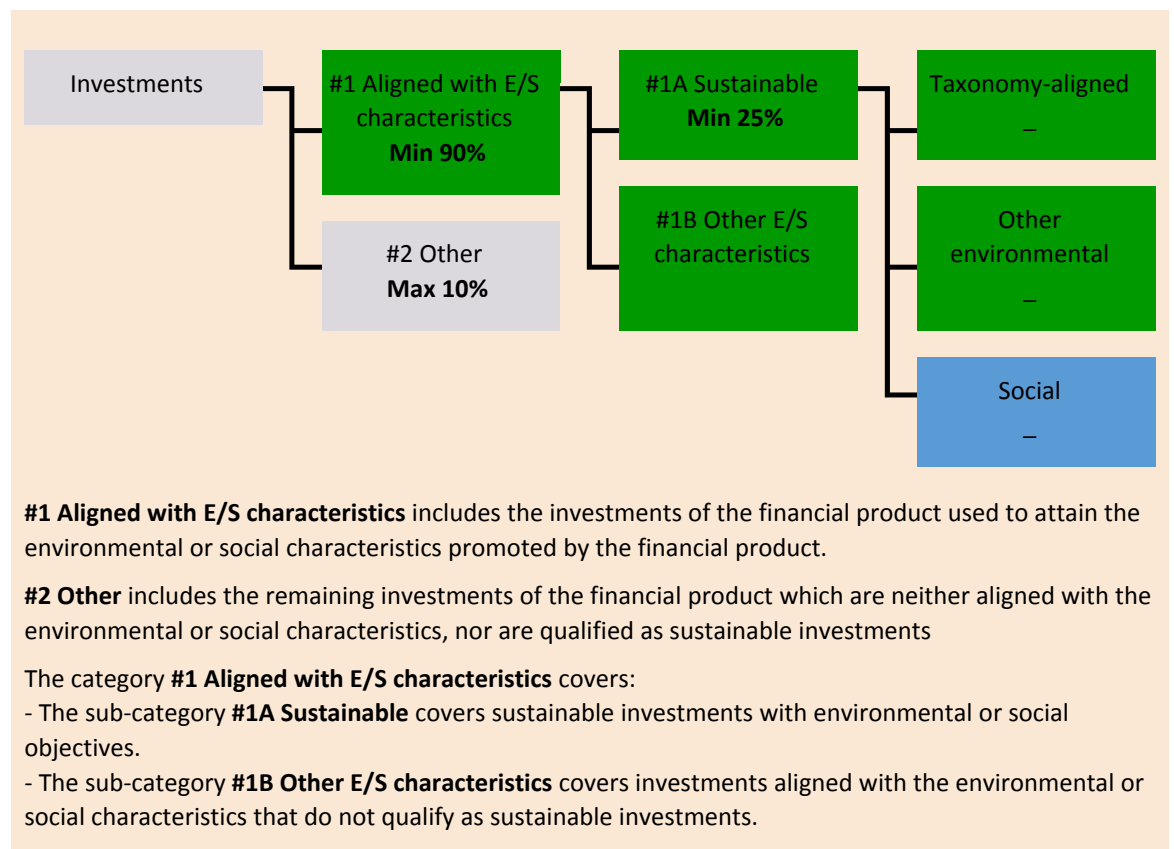 Investments
#1 Aligned with E/S
characteristics
Min 90%
#2 Other
Max 10%
#1A Sustainable
Min 25%
#1B Other E/S
characteristics
Taxonomy-aligned
–
Other
environmental
–
Social
–
#1 Aligned with E/S characteristics includes the investments of the financial product used to attain the
environmental or social characteristics promoted by the financial product.
#2 Other includes the remaining investments of the financial product which are neither aligned with the
environmental or social characteristics, nor are qualified as sustainable investments
The category #1 Aligned with E/S characteristics covers:
- The sub-category #1A Sustainable covers sustainable investments with environmental or social
objectives.
- The sub-category #1B Other E/S characteristics covers investments aligned with the environmental or
social characteristics that do not qualify as sustainable investments.